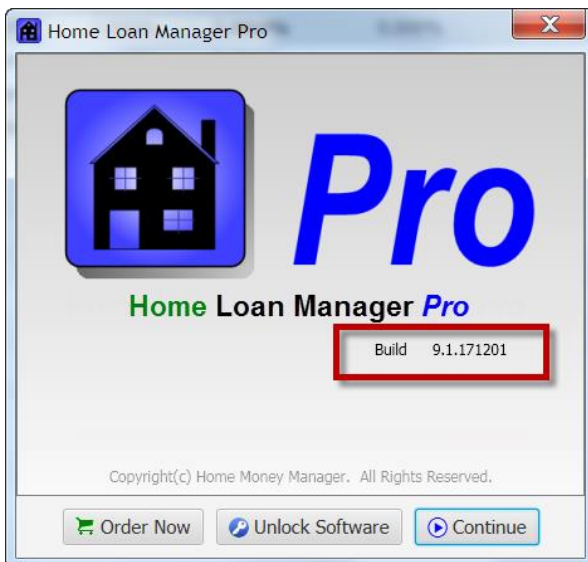 Home Loan Manager Pro
Pro
Home Loan Manager Pro
Build 9.1.171201
Copyright(c) Home Money Manager. All Rights Reserved.
Order Now Unlock Software Continue